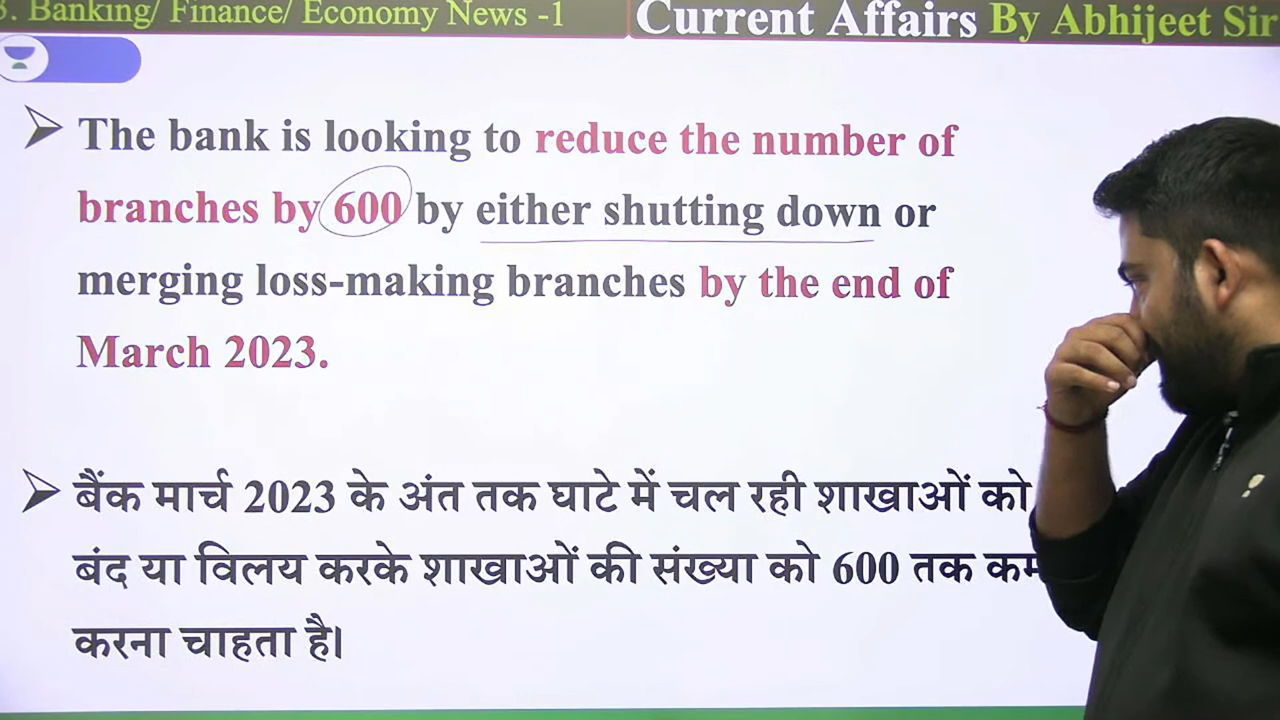 3. Banking/ Finance/ Economy News -1
Current Affairs By Abhijeet Sir
The bank is looking to reduce the number of
branches by 600 by either shutting down or
merging loss-making branches by the end of
March 2023.
बैंक मार्च 2023 के अंत तक घाटे में चल रही शाखाओं को
बंद या विलय करके शाखाओं की संख्या को 600 तक कम
करना चाहता है।